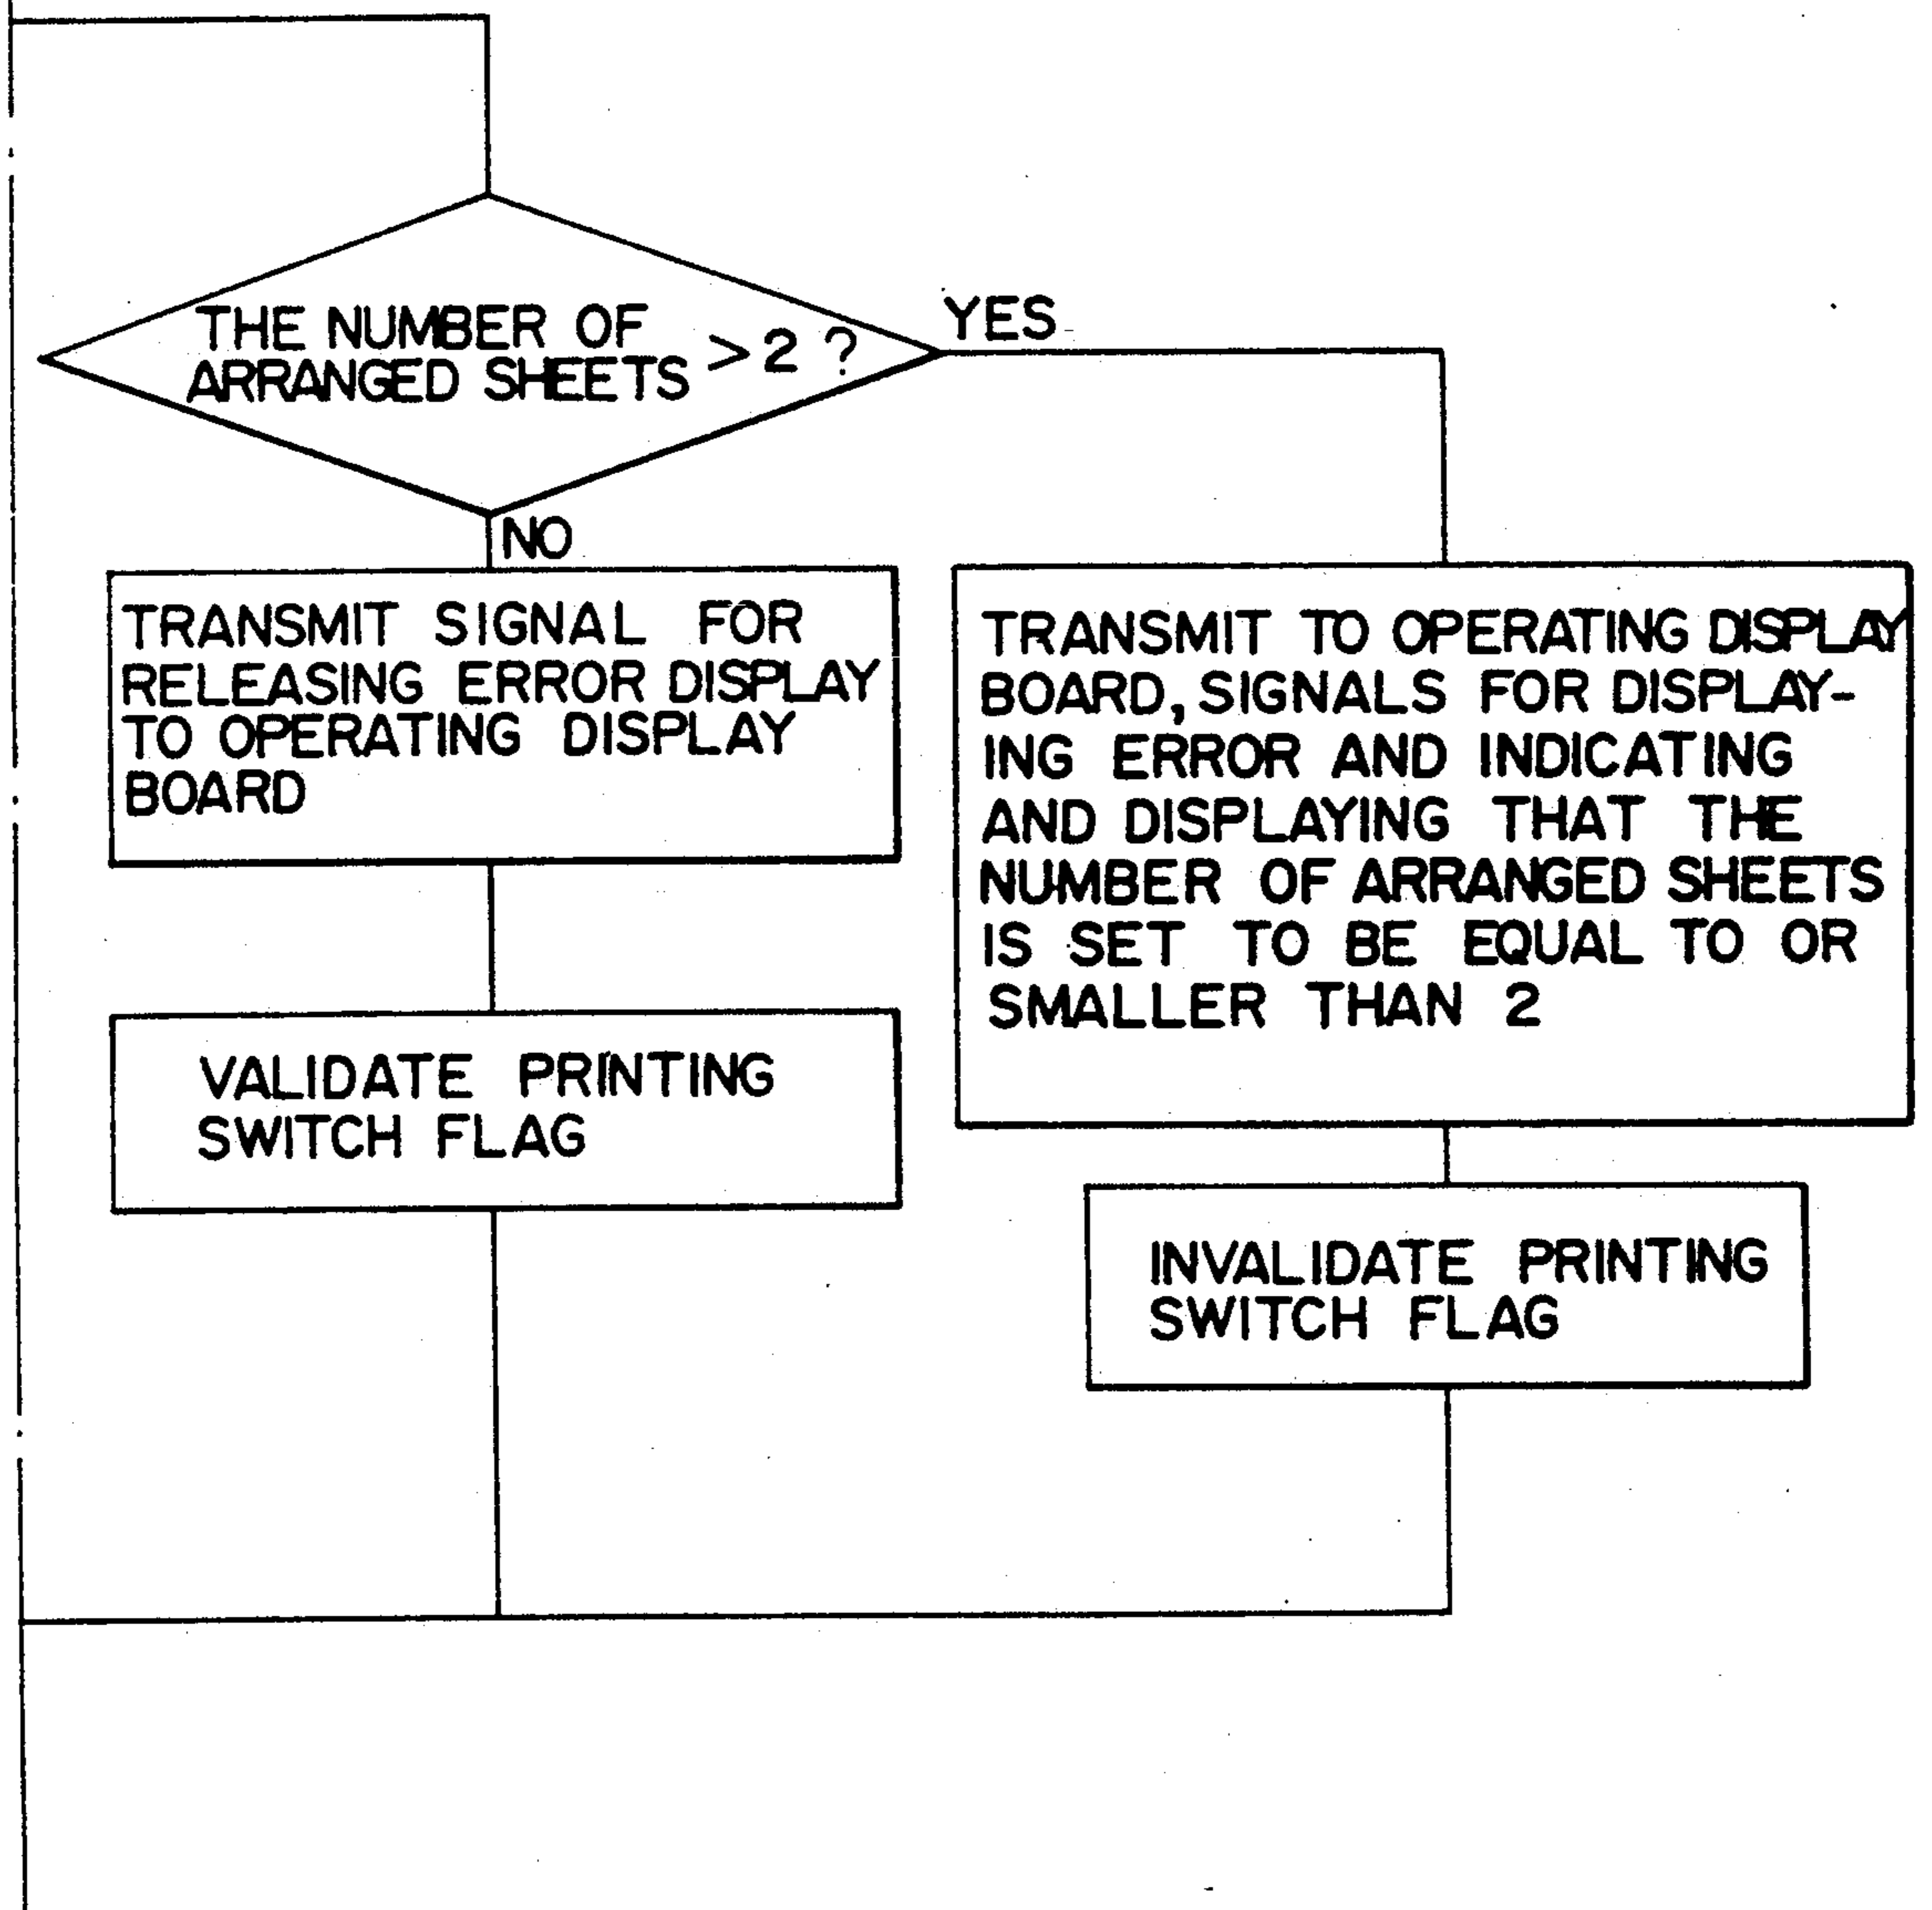 THE NUMBER OF
ARRANGED SHEETS > 2 ?
YES
NO
TRANSMIT SIGNAL FOR
RELEASING ERROR DISPLAY
TO OPERATING DISPLAY
BOARD
TRANSMIT TO OPERATING DISPLAY
BOARD, SIGNALS FOR DISPLAY-
ING ERROR AND INDICATING
AND DISPLAYING THAT THE
NUMBER OF ARRANGED SHEETS
IS SET TO BE EQUAL TO OR
SMALLER THAN 2
VALIDATE PRINTING
SWITCH FLAG
INVALIDATE PRINTING
SWITCH FLAG